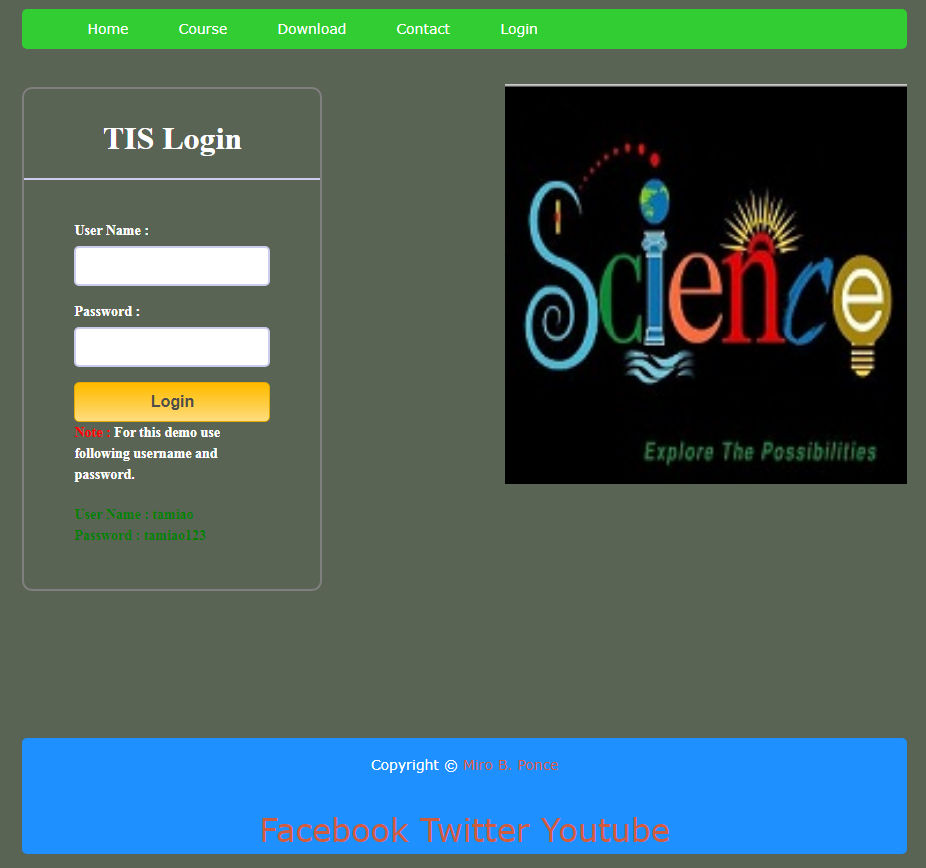 Home Course Download Contact Login
TIS Login
User Name :
Password :
Login
Note : For this demo use
following username and
password.
User Name : tamiao
Password : tamiao123
Science
Explore The Possibilities
Copyright © Miro B. Ponce
Facebook Twitter Youtube